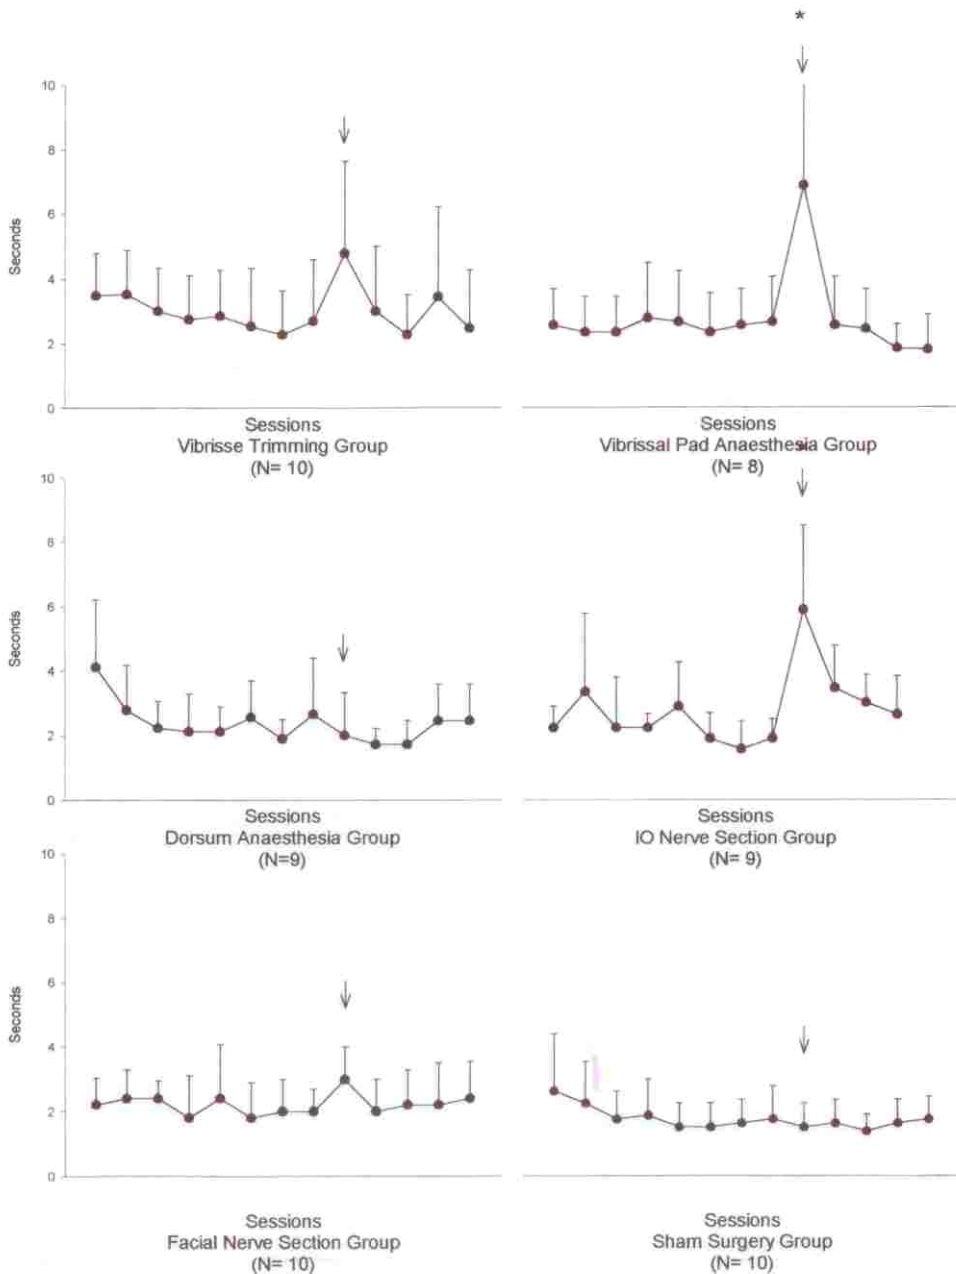 *
10
8
6
4
2
0
Seconds
Sessions
Vibrisse Trimming Group
(N= 10)
Sessions
Vibrissal Pad Anaesthesia Group
(N= 8)
10
8
6
4
2
0
Seconds
Sessions
Dorsum Anaesthesia Group
(N=9)
*
Sessions
IO Nerve Section Group
(N= 9)
10
8
6
4
2
0
Seconds
Sessions
Facial Nerve Section Group
(N= 10)
Sessions
Sham Surgery Group
(N= 10)